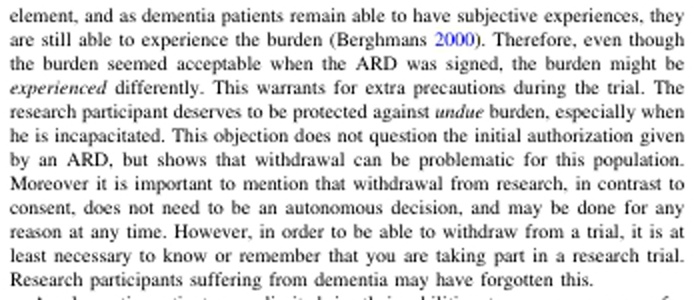 element, and as dementia patients remain able to have subjective experiences, they
are still able to experience the burden (Berghmans 2000). Therefore, even though
the burden seemed acceptable when the ARD was signed, the burden might be
experienced differently. This warrants for extra precautions during the trial. The
research participant deserves to be protected against undue burden, especially when
he is incapacitated. This objection does not question the initial authorization given
by an ARD, but shows that withdrawal can be problematic for this population.
Moreover it is important to mention that withdrawal from research, in contrast to
consent, does not need to be an autonomous decision, and may be done for any
reason at any time. However, in order to be able to withdraw from a trial, it is at
least necessary to know or remember that you are taking part in a research trial.
Research participants suffering from dementia may have forgotten this.